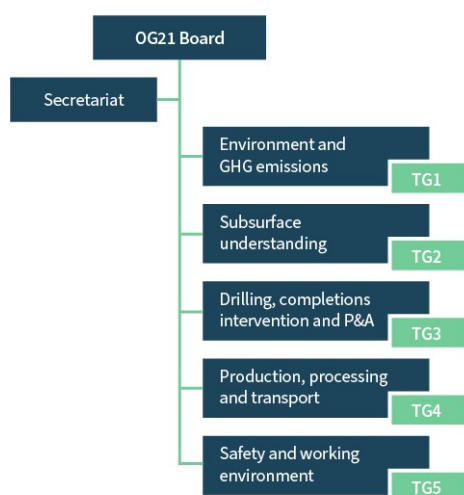 OG21 Board
Secretariat
Environment and
GHG emissions
TG1
Subsurface
understanding
TG2
Drilling, completions
intervention and P&A
TG3
Production, processing
and transport
TG4
Safety and working
environment
TG5